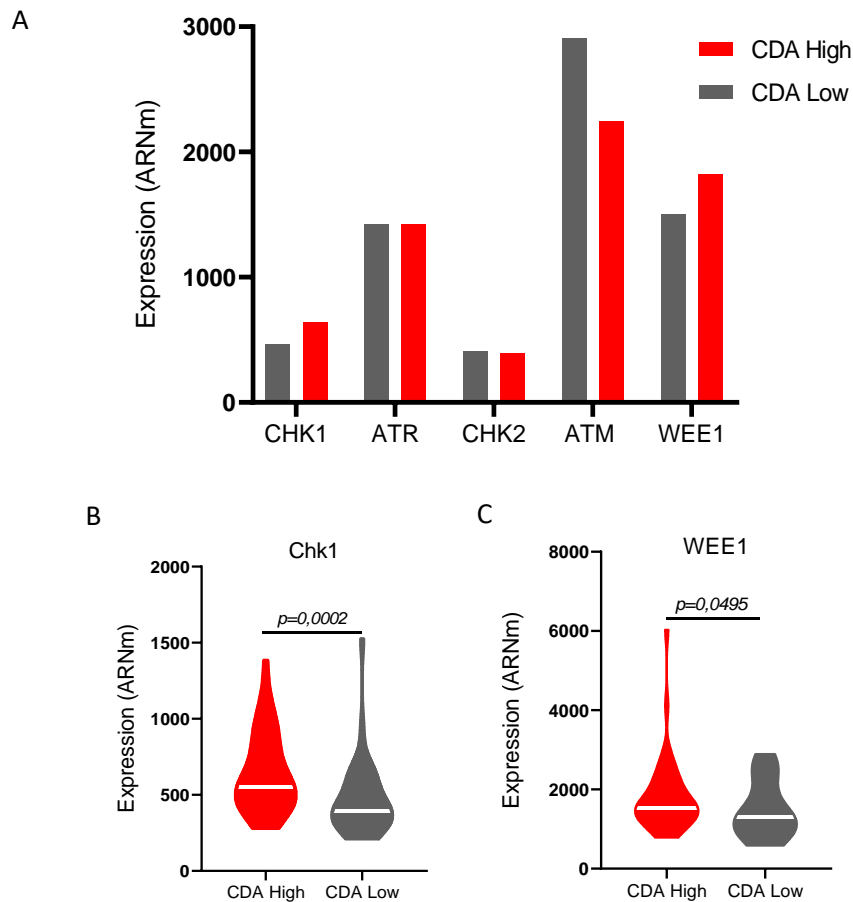 A
Expression (ARNm)
3000
2000
1000
0
CDA High
CDA Low
CHK1 ATR CHK2 ATM WEE1
B
Chk1
Expression (ARNm)
2000
1500
1000
500
0
p=0,0002
CDA High CDA Low
C
WEE1
Expression (ARNm)
8000
6000
4000
2000
0
p=0,0495
CDA High CDA Low